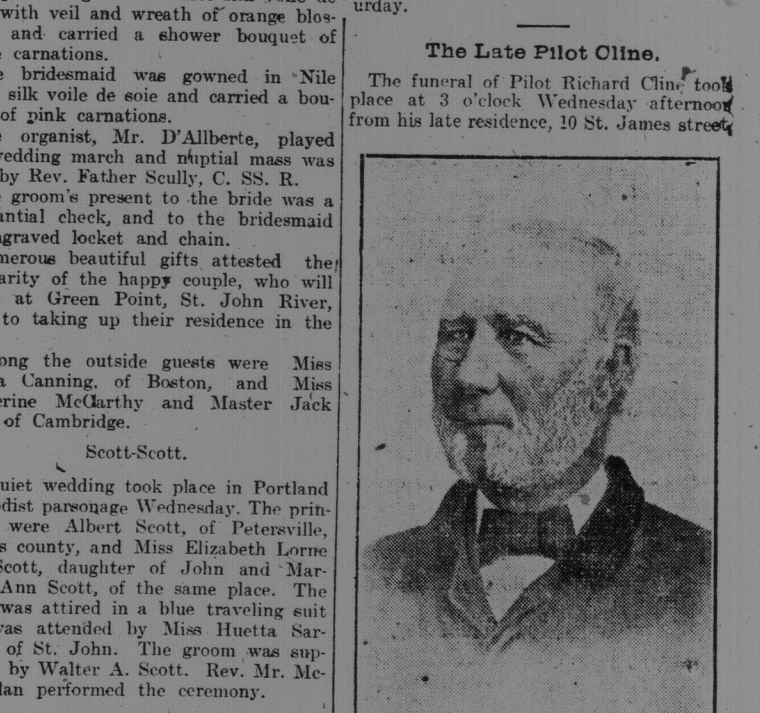 with veil and wreath of orange blos-
and carried a shower bouquet of
carnations.
bridesmaid was gowned in Nile
silk voile de soie and carried a bou-
of pink carnations.
organist, Mr. D'Allberte, played
wedding march and nuptial mass was
by Rev. Father Scully, C. SS. R.
groom's present to the bride was a
antial check, and to the bridesmaid
ngraved locket and chain.
merous beautiful gifts attested the
arity of the happy couple, who will
at Green Point, St. John River,
to taking up their residence in the
ong the outside guests were Miss
a Canning, of Boston, and Miss
erine McCarthy and Master Jack
of Cambridge.
Scott-Scott.
uiet wedding took place in Portland
dist parsonage Wednesday. The prin-
were Albert Scott, of Petersville,
s county, and Miss Elizabeth Lorne
Scott, daughter of John and Mar-
Ann Scott, of the same place. The
was attired in a blue traveling suit
was attended by Miss Huetta Sar-
of St. John. The groom was sup-
by Walter A. Scott. Rev. Mr. Mc-
lan performed the ceremony.
urday.
The Late Pilot Cline.
The funeral of Pilot Richard Cline took
place at 3 o'clock Wednesday afternoon
from his late residence, 10 St. James street,